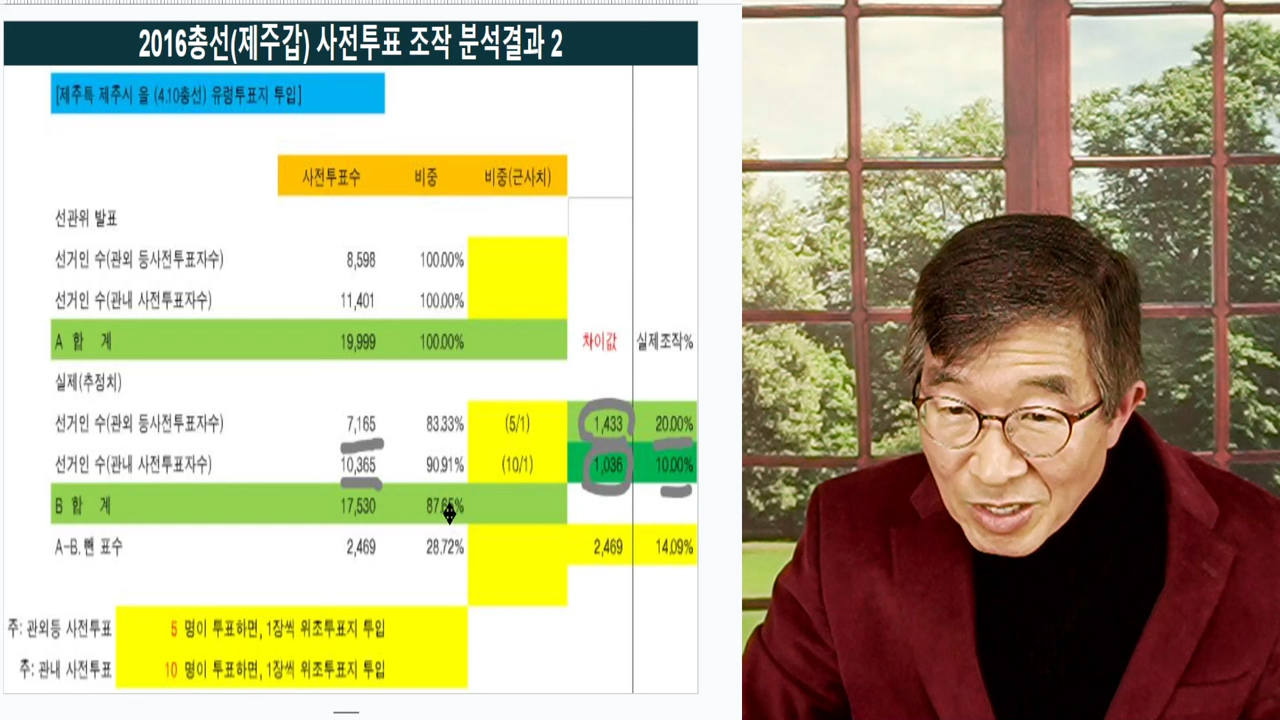 2016총선(제주갑) 사전투표 조작 분석결과 2
[제주특 제주시 을 (4.10총선) 유령투표지 투입]
사전투표수 비중 비중(근사치)
선관위 발표
선거인 수(관외 등사전투표자수) 8,598 100.00%
선거인 수(관내 사전투표자수) 11,401 100.00%
A 합 계 19,999 100.00% 차이값 실제조작%
실제(추정치)
선거인 수(관외 등사전투표자수) 7,165 83.33% (5/1) 1,433 20.00%
선거인 수(관내 사전투표자수) 10,365 90.91% (10/1) 1,036 10.00%
B 합 계 17,530 87.65%
A-B, 뻰 표수 2,469 28.72% 2,469 14.09%
주: 관외등 사전투표 5 명이 투표하면, 1장씩 위조투표지 투입
주: 관내 사전투표 10 명이 투표하면, 1장씩 위조투표지 투입